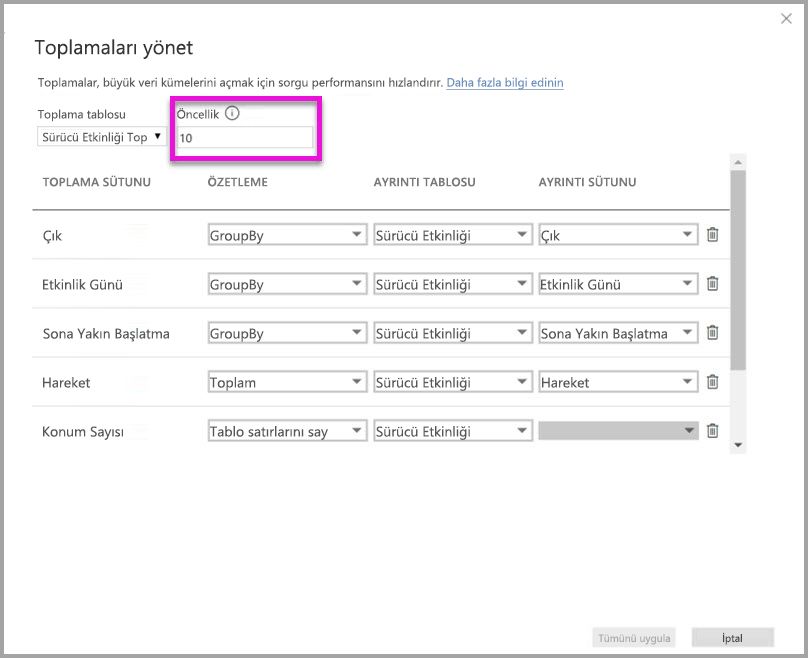 Toplamaları yönet
Toplamalar, büyük veri kümelerini açmak için sorgu performansını hızlandırır. Daha fazla bilgi edinin
Toplama tablosu Öncellik
Sürücü Etkinliği Top 10
TOPLAMA SÜTUNU ÖZETLEME AYRINTI TABLOSU AYRINTI SÜTUNU
Çık GroupBy Sürücü Etkinliği Çık
Etkinlik Günü GroupBy Sürücü Etkinliği Etkinlik Günü
Sona Yakın Başlatma GroupBy Sürücü Etkinliği Sona Yakın Başlatma
Hareket Toplam Sürücü Etkinliği Hareket
Konum Sayısı Tablo satırlarını say Sürücü Etkinliği
Tümünü uygula İptal